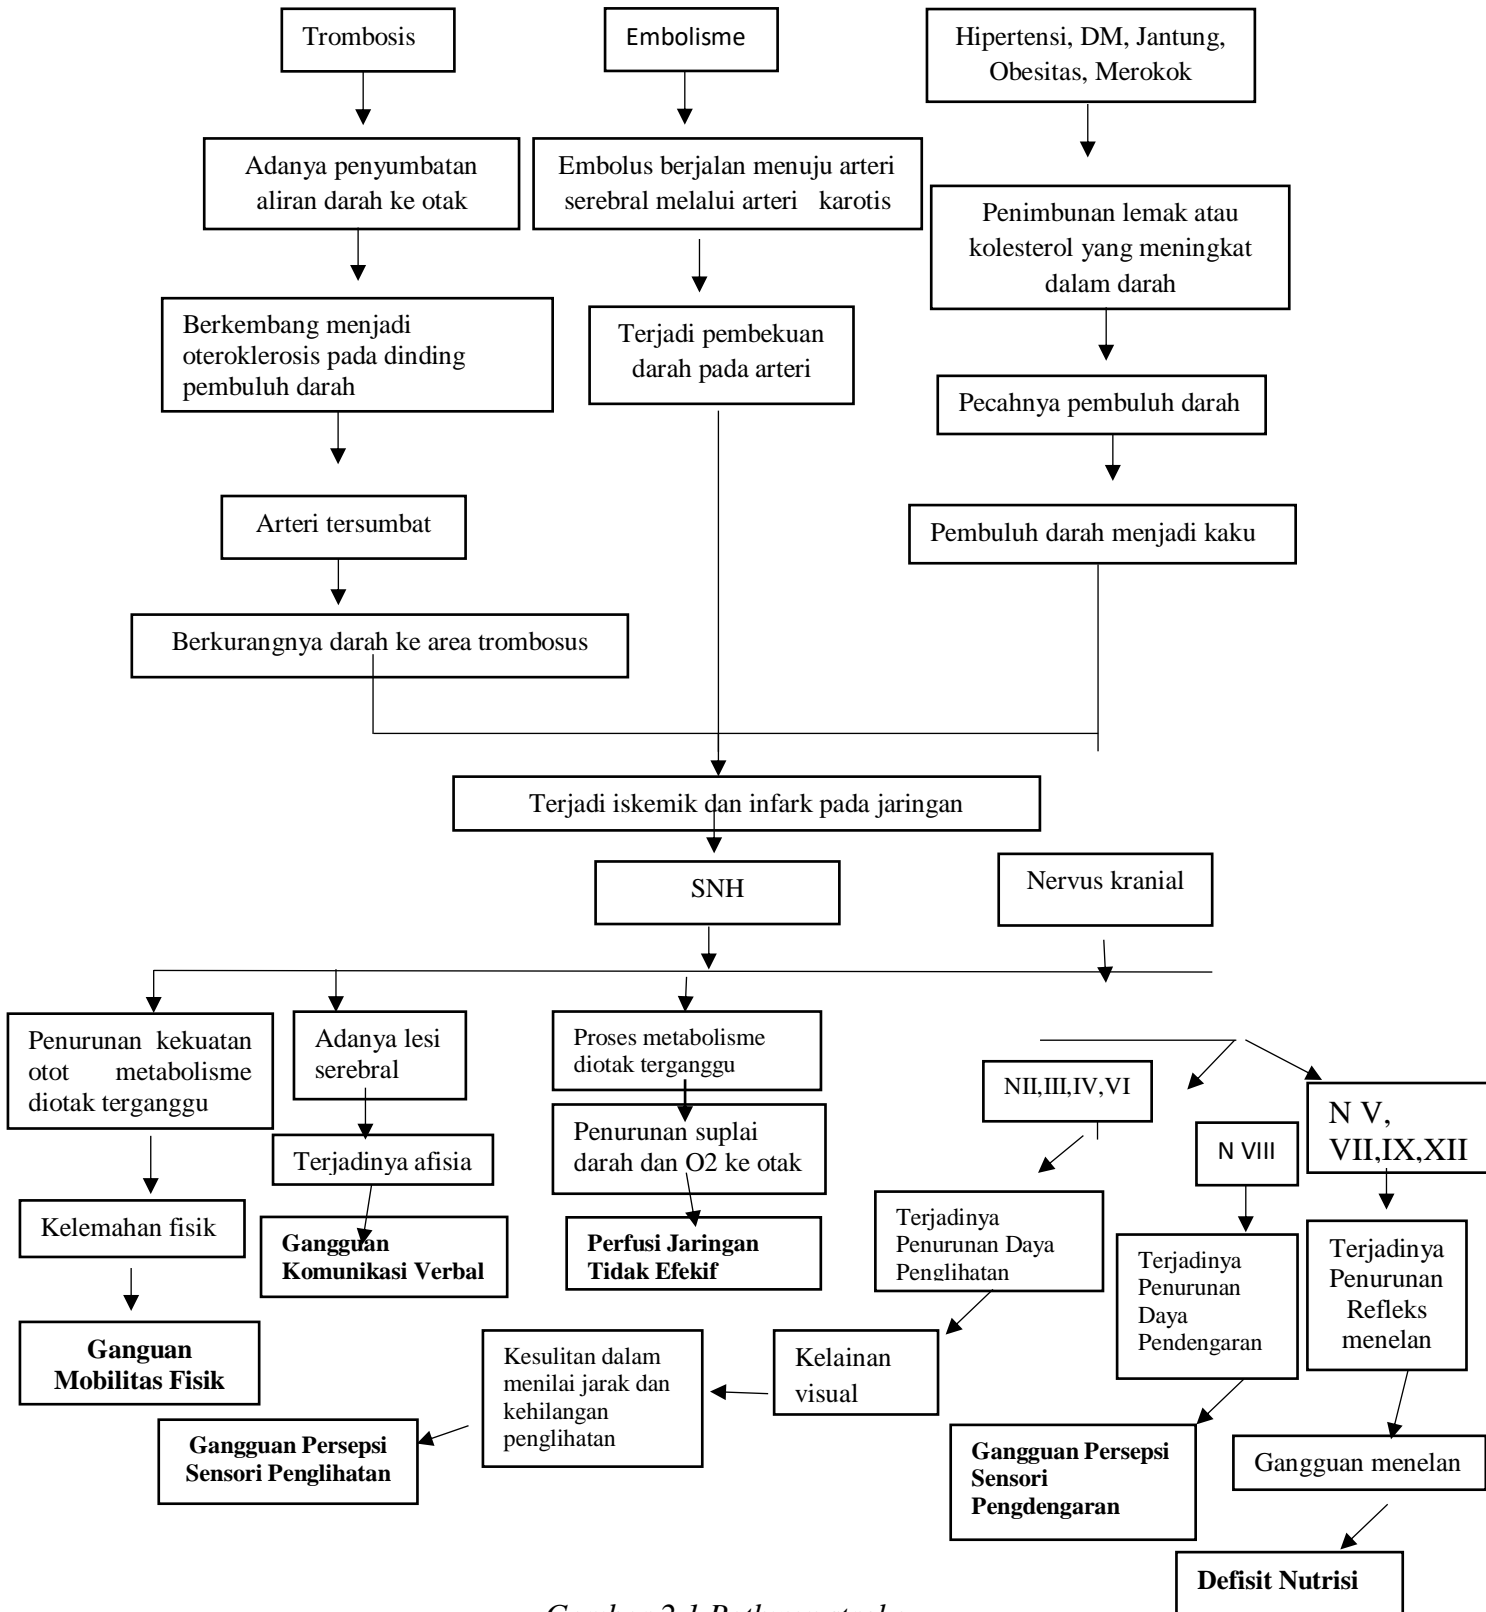 Trombosis
Embolisme
Hipertensi, DM, Jantung,
Obesitas, Merokok
Adanya penyumbatan
aliran darah ke otak
Embolus berjalan menuju arteri
serebral melalui arteri karotis
Penimbunan lemak atau
kolesterol yang meningkat
dalam darah
Berkembang menjadi
oteroklerosis pada dinding
pembuluh darah
Terjadi pembekuan
darah pada arteri
Pecahnya pembuluh darah
Arteri tersumbat
Pembuluh darah menjadi kaku
Berkurangnya darah ke area trombosus
Terjadi iskemik dan infark pada jaringan
SNH
Nervus kranial
Penurunan kekuatan
otot metabolisme
diotak terganggu
Adanya lesi
serebral
Proses metabolisme
diotak terganggu
NII,III,IV,VI
N VIII
N V,
VII,IX,XII
Terjadinya afisia
Penurunan suplai
darah dan O2 ke otak
Kelemahan fisik
Gangguan
Komunikasi Verbal
Perfusi Jaringan
Tidak Efekif
Terjadinya
Penurunan Daya
Penglihatan
Terjadinya
Penurunan
Daya
Pendengaran
Terjadinya
Penurunan
Refleks
menelan
Ganguan
Mobilitas Fisik
Kesulitan dalam
menilai jarak dan
kehilangan
penglihatan
Kelainan
visual
Gangguan Persepsi
Sensori Penglihatan
Gangguan Persepsi
Sensori
Pengdengaran
Gangguan menelan
Defisit Nutrisi